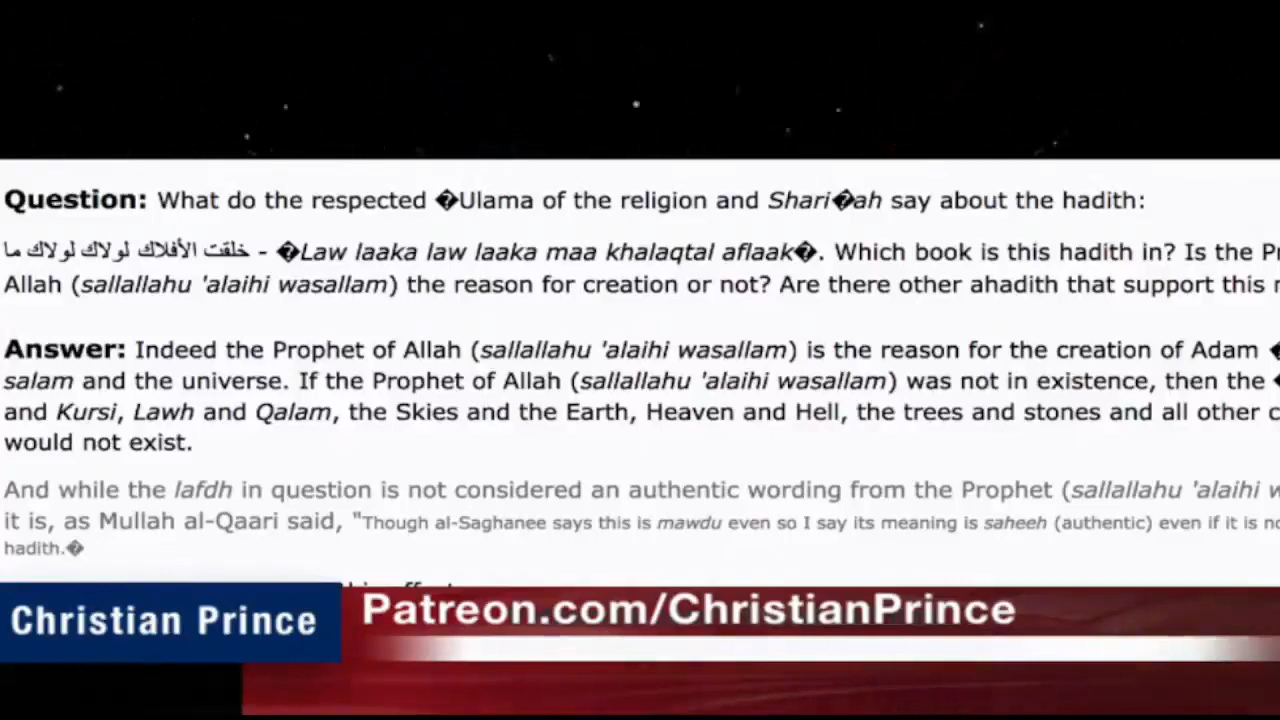 Question: What do the respected �Ulama of the religion and Shari�ah say about the hadith:
خلقت الأفلاك لولاك لولاك ما - �Law laaka law laaka maa khalaqtal aflaak�. Which book is this hadith in? Is the Pr
Allah (sallallahu 'alaihi wasallam) the reason for creation or not? Are there other ahadith that support this
Answer: Indeed the Prophet of Allah (sallallahu 'alaihi wasallam) is the reason for the creation of Adam �
salam and the universe. If the Prophet of Allah (sallallahu 'alaihi wasallam) was not in existence, then the �
and Kursi, Lawh and Qalam, the Skies and the Earth, Heaven and Hell, the trees and stones and all other c
would not exist.
And while the lafdh in question is not considered an authentic wording from the Prophet (sallallahu 'alaihi w
it is, as Mullah al-Qaari said, "Though al-Saghanee says this is mawdu even so I say its meaning is saheeh (authentic) even if it is no
hadith.�
Christian Prince
Patreon.com/ChristianPrince